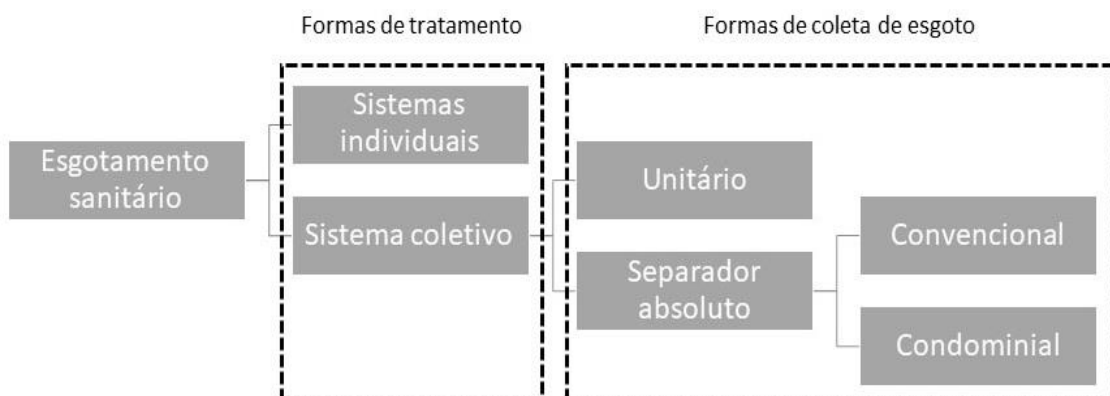 Formas de tratamento
Formas de coleta de esgoto
Sistemas
individuais
Esgotamento
sanitário
Unitário
Sistema coletivo
Convencional
Separador
absoluto
Condominial